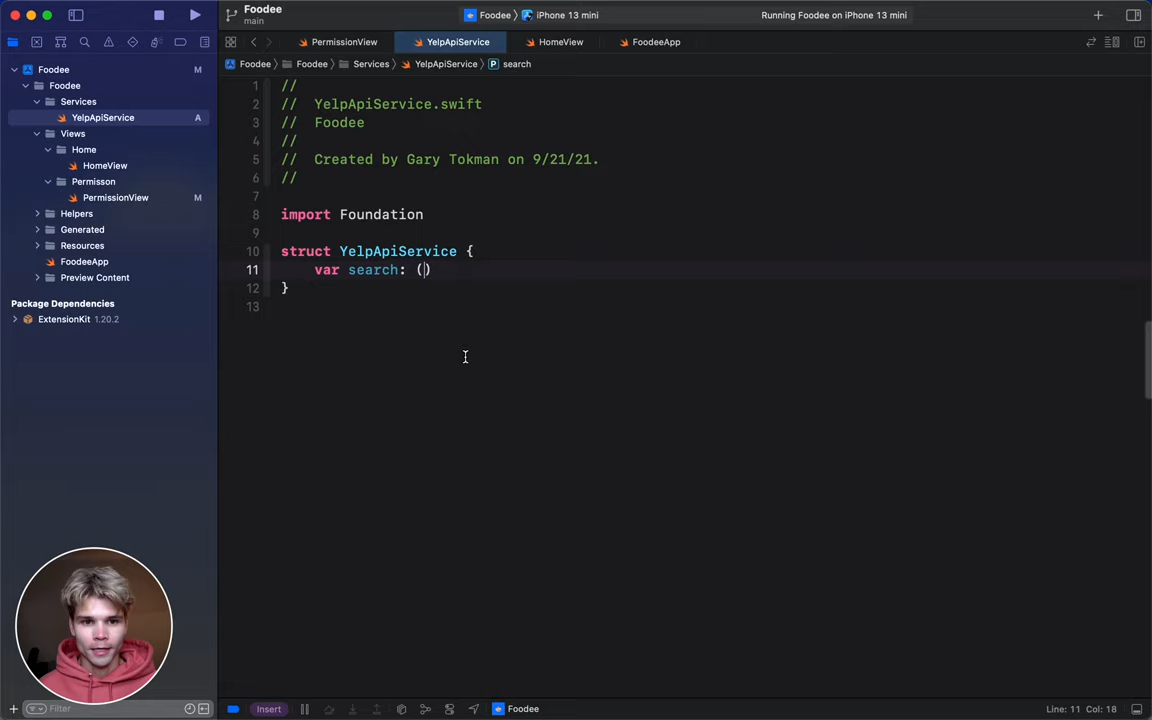 Foodee
main
Foodee
iPhone 13 mini
Running Foodee on iPhone 13 mini
PermissionView
YelpApiService
HomeView
FoodeeApp
Foodee
Foodee
Services
YelpApiService
P search
Foodee M
Foodee
Services
YelpApiService A
Views
Home
HomeView
Permisson
PermissionView M
Helpers
Generated
Resources
FoodeeApp
Preview Content
Package Dependencies
ExtensionKit 1.20.2
Filter
1 //
2 // YelpApiService.swift
3 // Foodee
4 //
5 // Created by Gary Tokman on 9/21/21.
6 //
7
8 import Foundation
9
10 struct YelpApiService {
11 var search: ()
12 }
13
Insert
Foodee
Line: 11 Col: 18